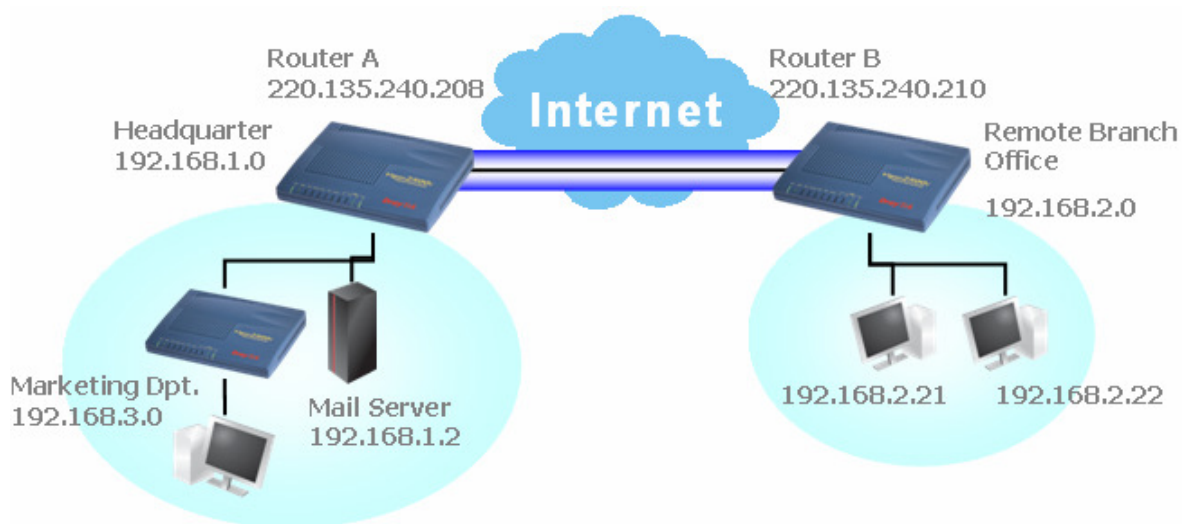 Router A
220.135.240.208
Router B
220.135.240.210
Internet
Headquarter
192.168.1.0
Remote Branch
Office
192.168.2.0
Marketing Dpt.
192.168.3.0
Mail Server
192.168.1.2
192.168.2.21
192.168.2.22